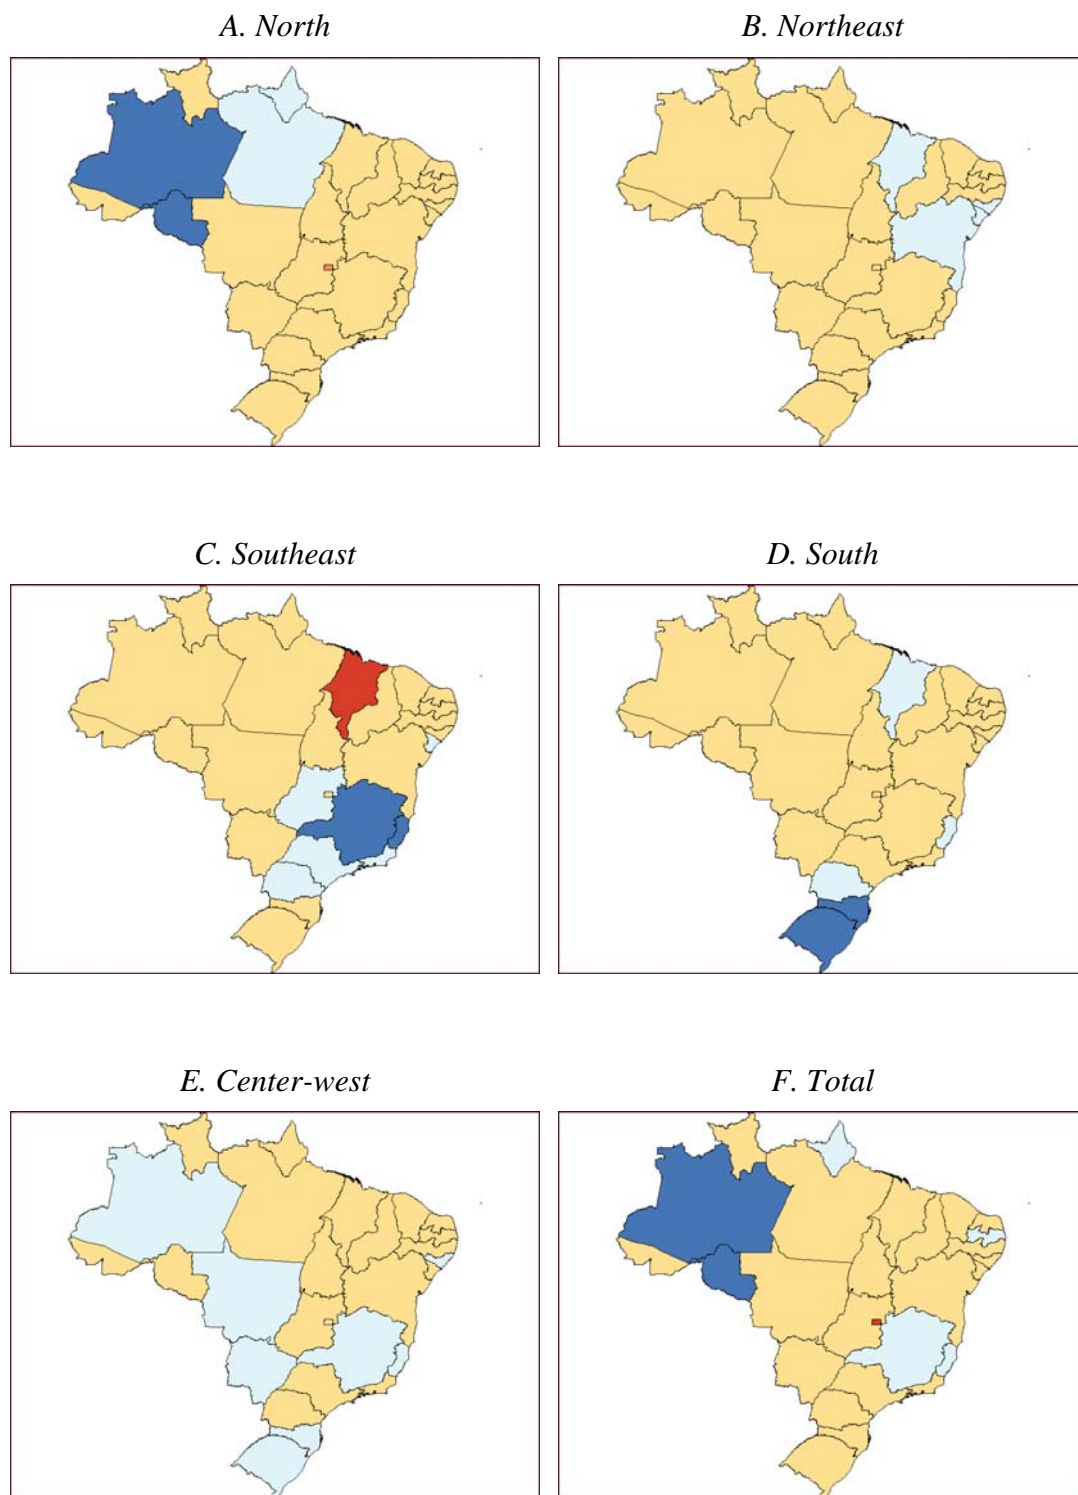 A. North
B. Northeast
C. Southeast
D. South
E. Center-west
F. Total